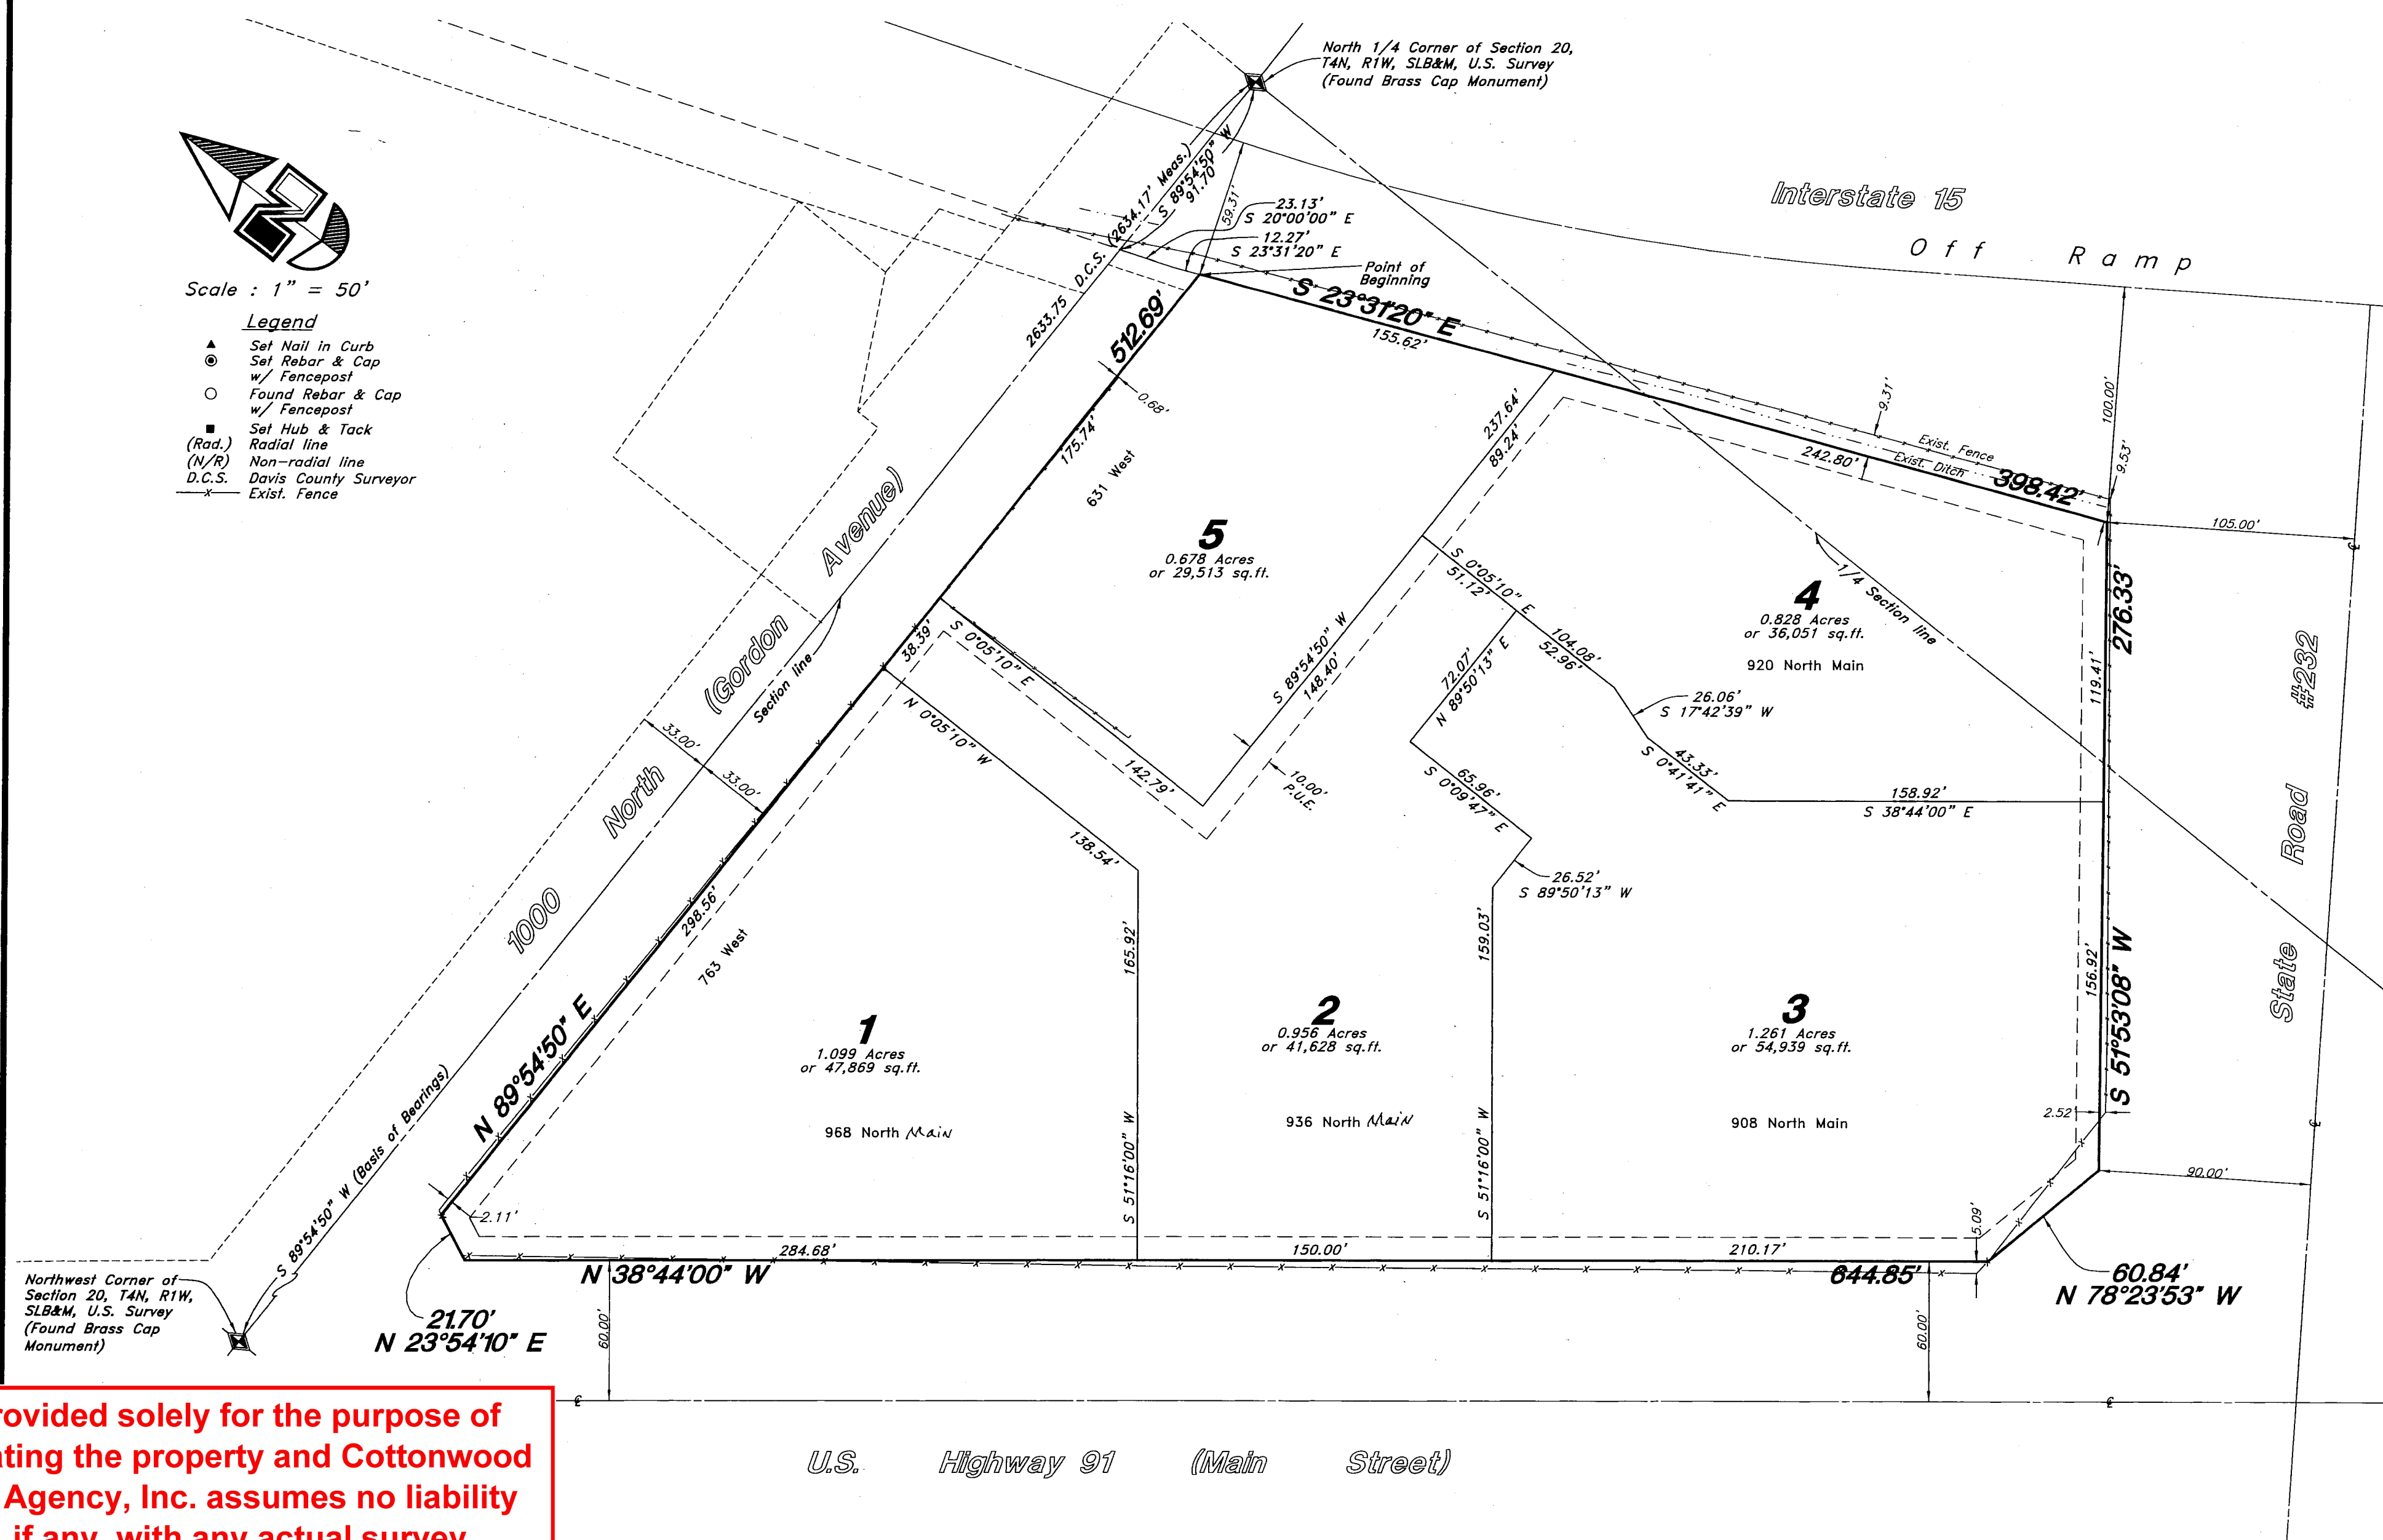 North 1/4 Corner of Section 20,
T4N, R1W, SLB&M, U.S. Survey
(Found Brass Cap Monument)
Interstate 15
Off Ramp
Scale : 1" = 50'
Legend
Set Nail in Curb
Set Rebar & Cap
w/ Fencepost
Found Rebar & Cap
w/ Fencepost
Set Hub & Tack
(Rad.) Radial line
(N/R) Non-radial line
D.C.S. Davis County Surveyor
x Exist. Fence
2633.75 D.C.S. (2634.17' Meas.)
S 89°54'50" W
91.70'
59.31'
23.13'
S 20°00'00" E
12.27'
S 23°31'20" E
Point of
Beginning
S 23°31'20" E
155.62'
512.69'
0.68'
175.74'
631 West
5
0.678 Acres
or 29,513 sq.ft.
237.64'
89.24'
S 89°54'50" W
148.40'
10.00'
P.U.E.
38.39'
S 0°05'10" E
142.79'
9.31'
Exist. Fence
Exist. Ditch
242.80'
398.42'
9.53'
100.00'
105.00'
S 0°05'10" E
51.12'
104.08'
52.96'
72.07'
N 89°50'13" E
26.06'
S 17°42'39" W
43.33'
S 0°41'41" E
158.92'
S 38°44'00" E
4
0.828 Acres
or 36,051 sq.ft.
920 North Main
1/4 Section line
119.41'
276.33'
State Road #232
65.96'
S 0°09'47" E
26.52'
S 89°50'13" W
159.03'
S 51°16'00" W
156.92'
S 51°53'08" W
2.52
90.00'
1000 North (Gordon Avenue)
Section line
33.00'
33.00'
N 0°05'10" W
138.54'
165.92'
S 51°16'00" W
298.56'
763 West
N 89°54'50" E
S 89°54'50" W (Basis of Bearings)
1
1.099 Acres
or 47,869 sq.ft.
968 North Main
2
0.956 Acres
or 41,628 sq.ft.
936 North Main
3
1.261 Acres
or 54,939 sq.ft.
908 North Main
2.11'
284.68'
150.00'
210.17'
5.09'
N 38°44'00" W
644.85'
60.84'
N 78°23'53" W
21.70'
N 23°54'10" E
60.00'
60.00'
Northwest Corner of
Section 20, T4N, R1W,
SLB&M, U.S. Survey
(Found Brass Cap
Monument)
U.S. Highway 91 (Main Street)
rovided solely for the purpose of
ating the property and Cottonwood
Agency, Inc. assumes no liability
if any, with any actual survey